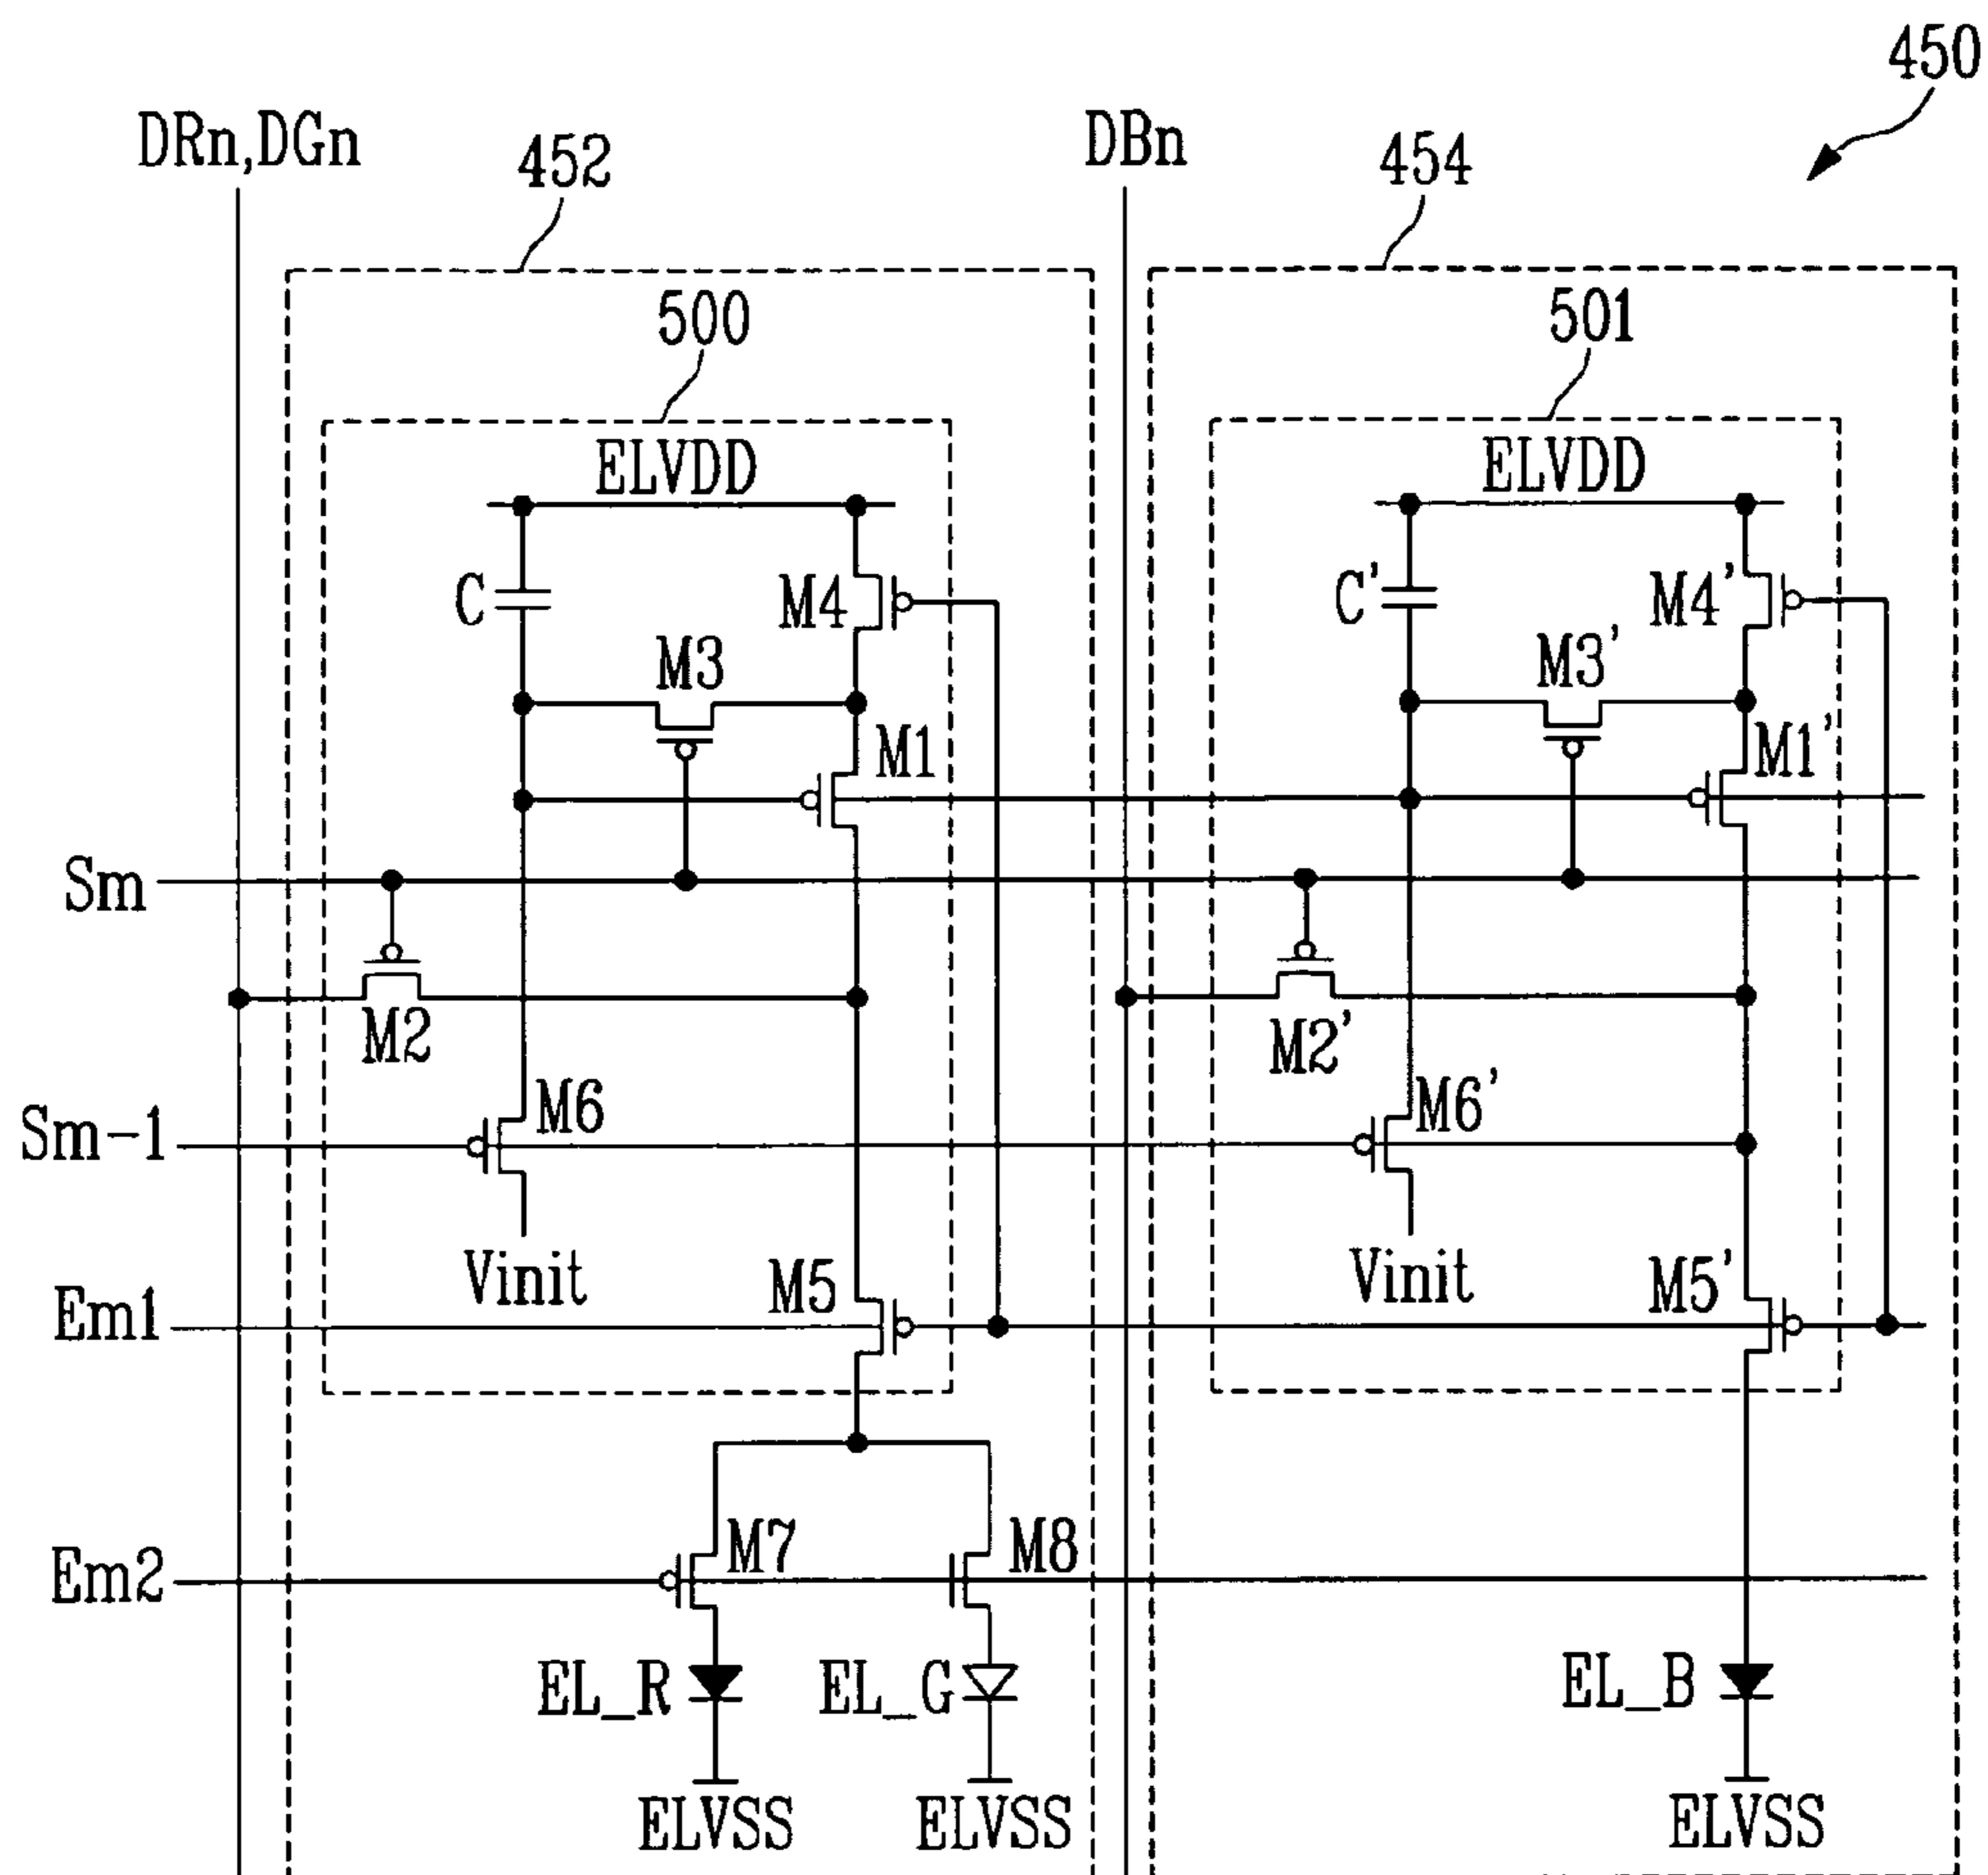 450
DRn,DGn
452
DBn
454
500
501
ELVDD
ELVDD
C
M4
C'
M4'
M3
M3'
M1
M1'
Sm
M2
M2'
Sm-1
M6
M6'
Vinit
Vinit
Em1
M5
M5'
Em2
M7
M8
EL_R
EL_G
EL_B
ELVSS
ELVSS
ELVSS